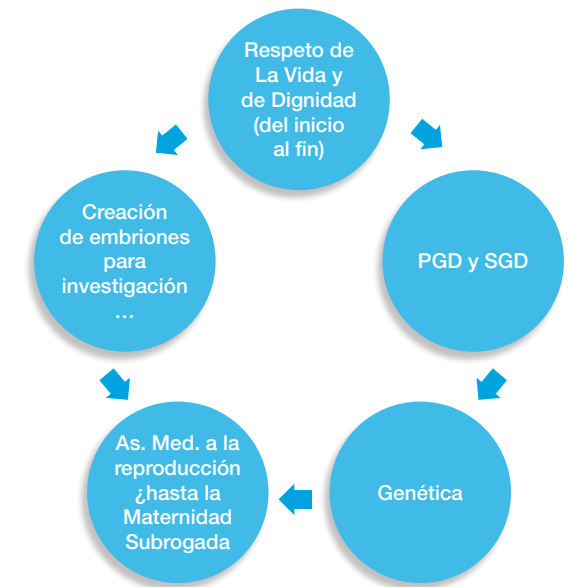 Respeto de
La Vida y
de Dignidad
(del inicio
al fin)
Creación
de embriones
para
investigación
...
PGD y SGD
As. Med. a la
reproducción
¿hasta la
Maternidad
Subrogada
Genética